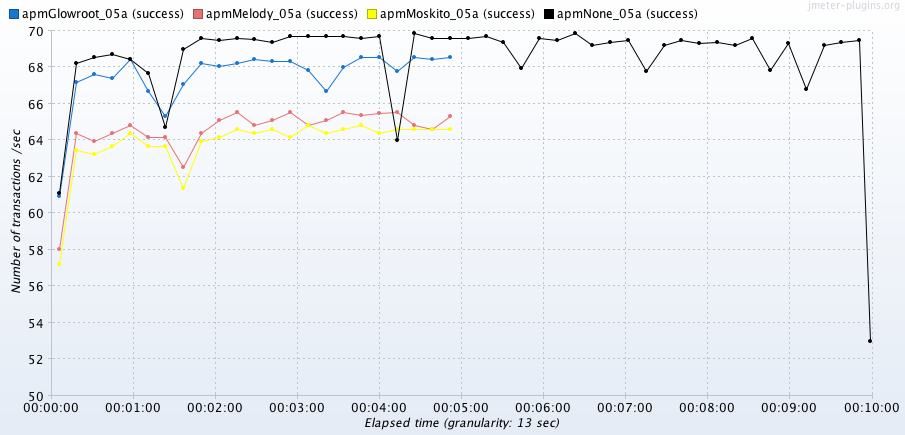 apmGlowroot_05a (success) apmMelody_05a (success) apmMoskito_05a (success) apmNone_05a (success)
jmeter-plugins.org
Number of transactions /sec
70
68
66
64
62
60
58
56
54
52
50
00:00:00 00:01:00 00:02:00 00:03:00 00:04:00 00:05:00 00:06:00 00:07:00 00:08:00 00:09:00 00:10:00
Elapsed time (granularity: 13 sec)